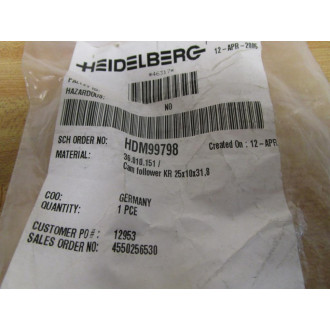 HEIDELBERG
12-APR-2006
HAZARDOUS: NO
SCH ORDER NO: HDM99798
Created On : 12-APR
MATERIAL: 36.010.151 /
Cam follower KR 25x10x31,8
COO: GERMANY
QUANTITY: 1 PCE
CUSTOMER PO#: 12953
SALES ORDER NO: 4550256530